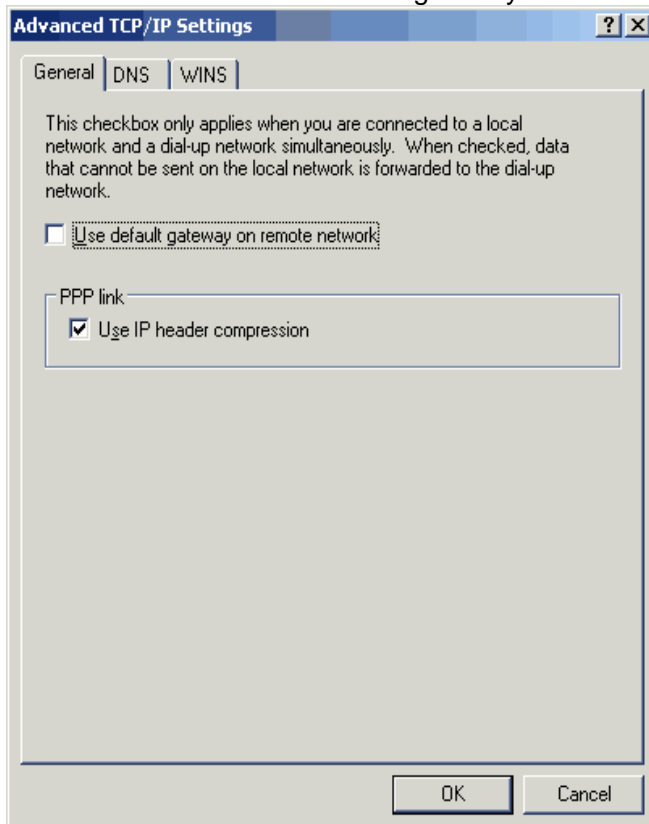 Advanced TCP/IP Settings
General DNS WINS
This checkbox only applies when you are connected to a local
network and a dial-up network simultaneously. When checked, data
that cannot be sent on the local network is forwarded to the dial-up
network.
Use default gateway on remote network
PPP link
Use IP header compression
OK Cancel